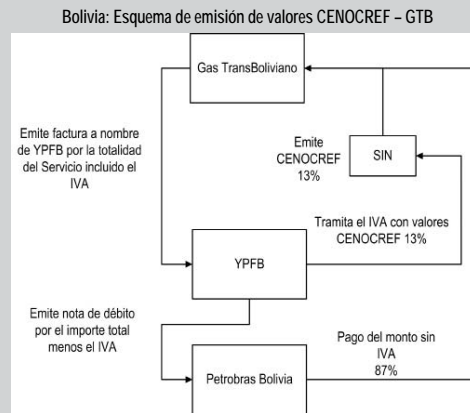 Bolivia: Esquema de emisión de valores CENOCREF – GTB
Gas TransBoliviano
Emite factura a nombre
de YPFB por la totalidad
del Servicio incluido el
IVA
Emite
CENOCREF
13%
SIN
Tramita el IVA con valores
CENOCREF 13%
YPFB
Emite nota de débito
por el importe total
menos el IVA
Pago del monto sin
IVA
87%
Petrobras Bolivia